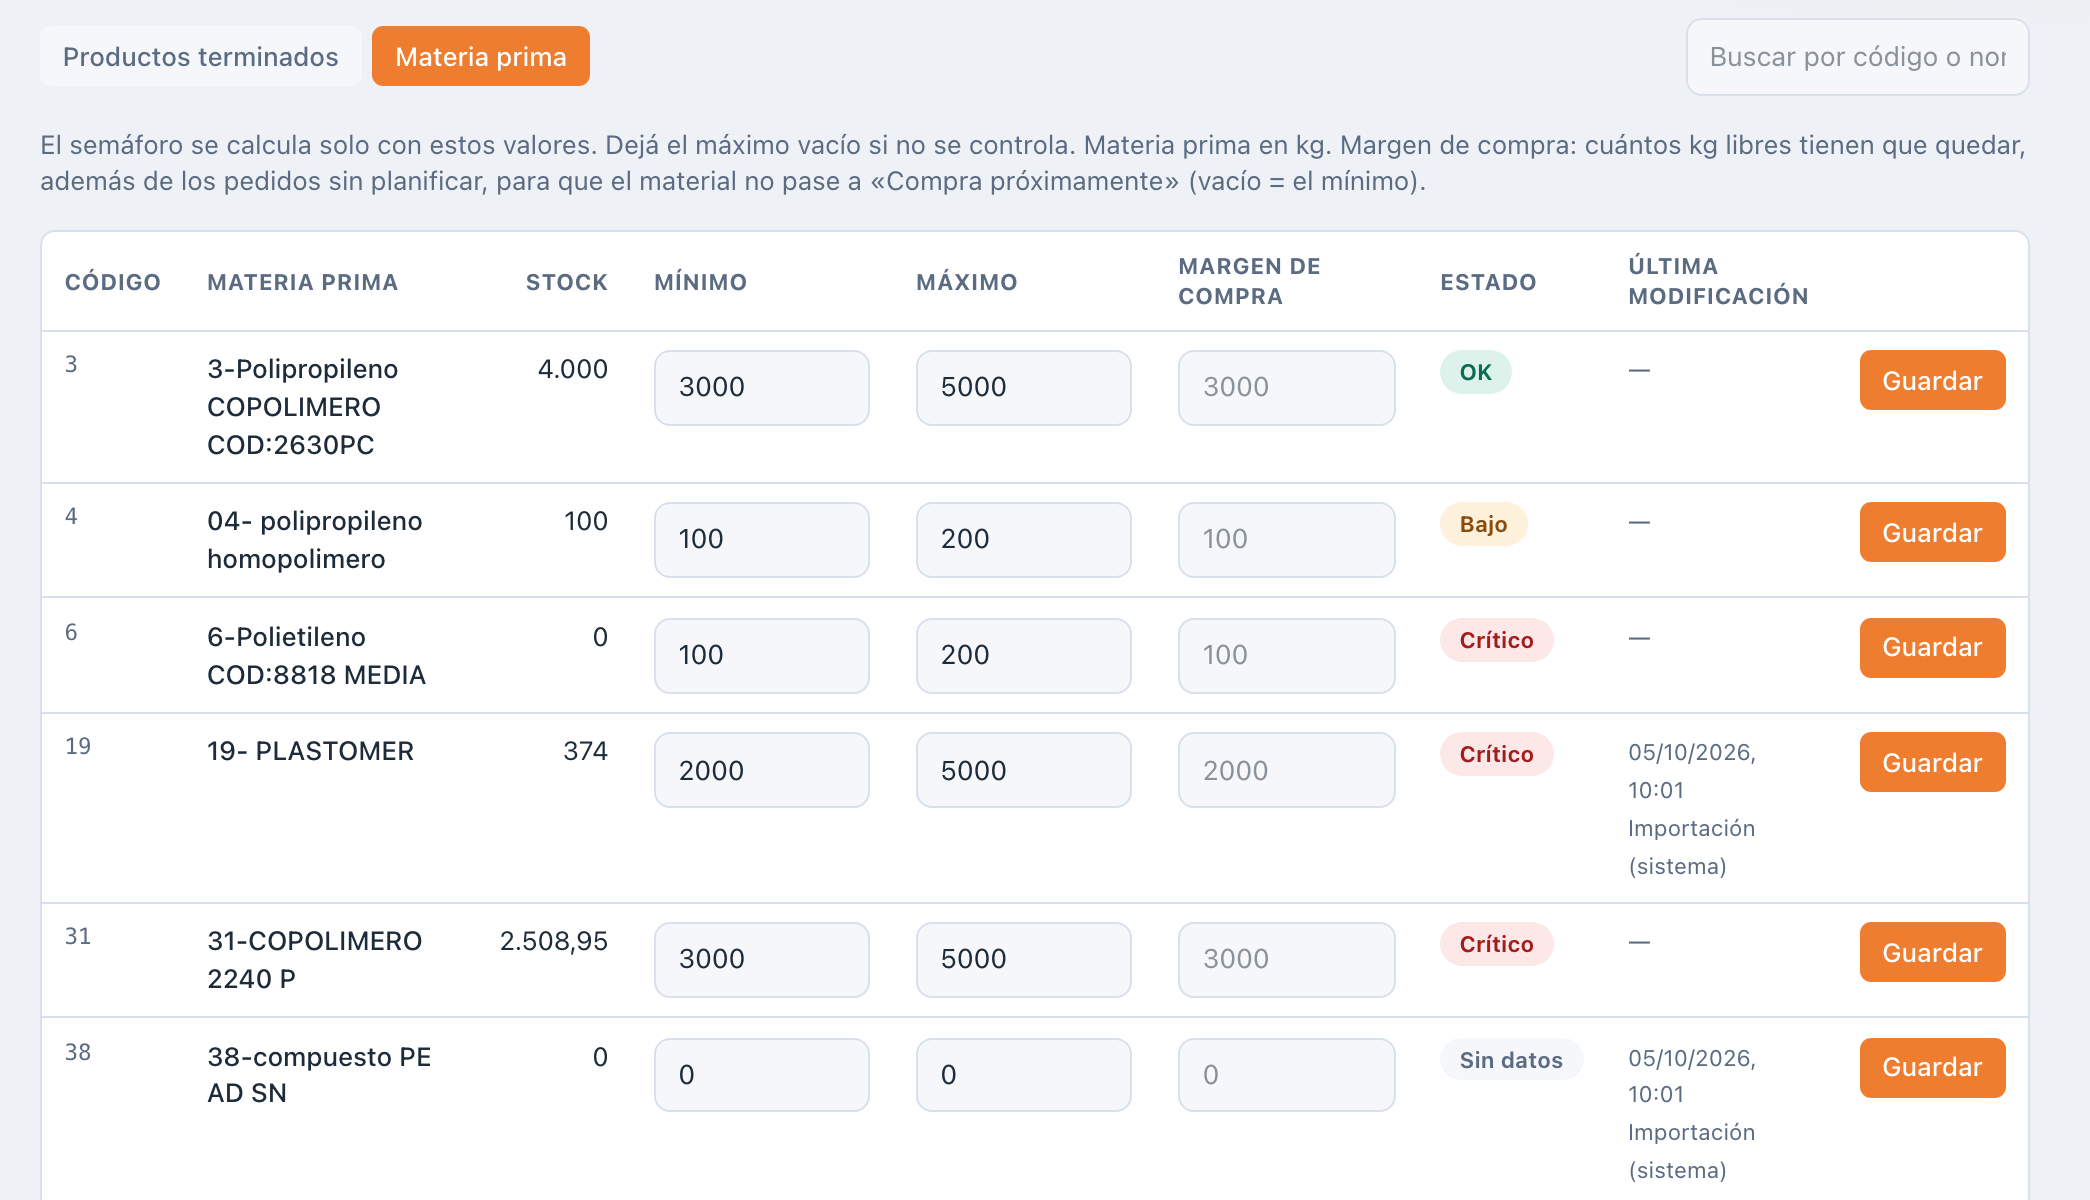 Productos terminados
Materia prima
Buscar por código o nor
El semáforo se calcula solo con estos valores. Dejá el máximo vacío si no se controla. Materia prima en kg. Margen de compra: cuántos kg libres tienen que quedar,
además de los pedidos sin planificar, para que el material no pase a «Compra próximamente» (vacío = el mínimo).
CÓDIGO MATERIA PRIMA STOCK MÍNIMO MÁXIMO MARGEN DE COMPRA ESTADO ÚLTIMA MODIFICACIÓN
3
3-Polipropileno
COPOLIMERO
COD:2630PC
4.000
3000
5000
3000
OK
—
Guardar
4
04- polipropileno
homopolimero
100
100
200
100
Bajo
—
Guardar
6
6-Polietileno
COD:8818 MEDIA
0
100
200
100
Crítico
—
Guardar
19
19- PLASTOMER
374
2000
5000
2000
Crítico
05/10/2026,
10:01
Importación
(sistema)
Guardar
31
31-COPOLIMERO
2240 P
2.508,95
3000
5000
3000
Crítico
—
Guardar
38
38-compuesto PE
AD SN
0
0
0
0
Sin datos
05/10/2026,
10:01
Importación
(sistema)
Guardar